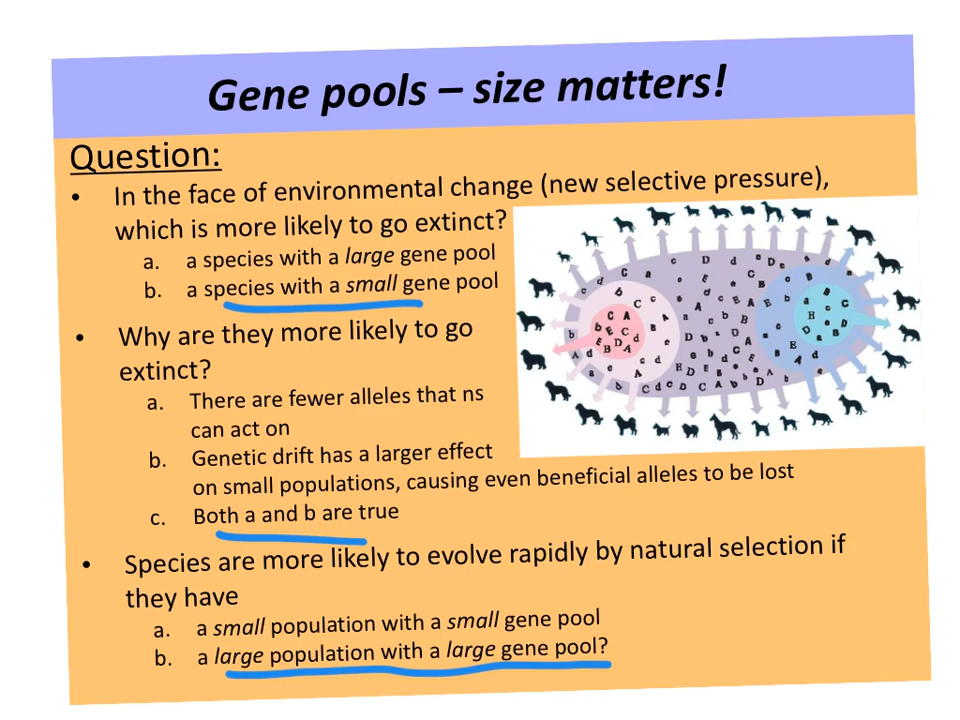 Gene pools – size matters!
Question:
• In the face of environmental change (new selective pressure),
which is more likely to go extinct?
a. a species with a large gene pool
b. a species with a small gene pool
• Why are they more likely to go
extinct?
a. There are fewer alleles that ns
can act on
b. Genetic drift has a larger effect
on small populations, causing even beneficial alleles to be lost
c. Both a and b are true
• Species are more likely to evolve rapidly by natural selection if
they have
a. a small population with a small gene pool
b. a large population with a large gene pool?